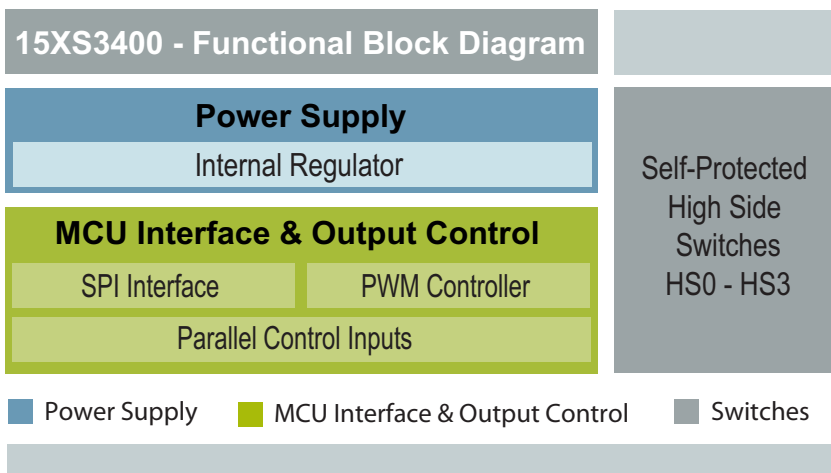 15XS3400 - Functional Block Diagram
Power Supply
Internal Regulator
MCU Interface & Output Control
SPI Interface
PWM Controller
Parallel Control Inputs
Self-Protected
High Side
Switches
HS0 - HS3
Power Supply
MCU Interface & Output Control
Switches